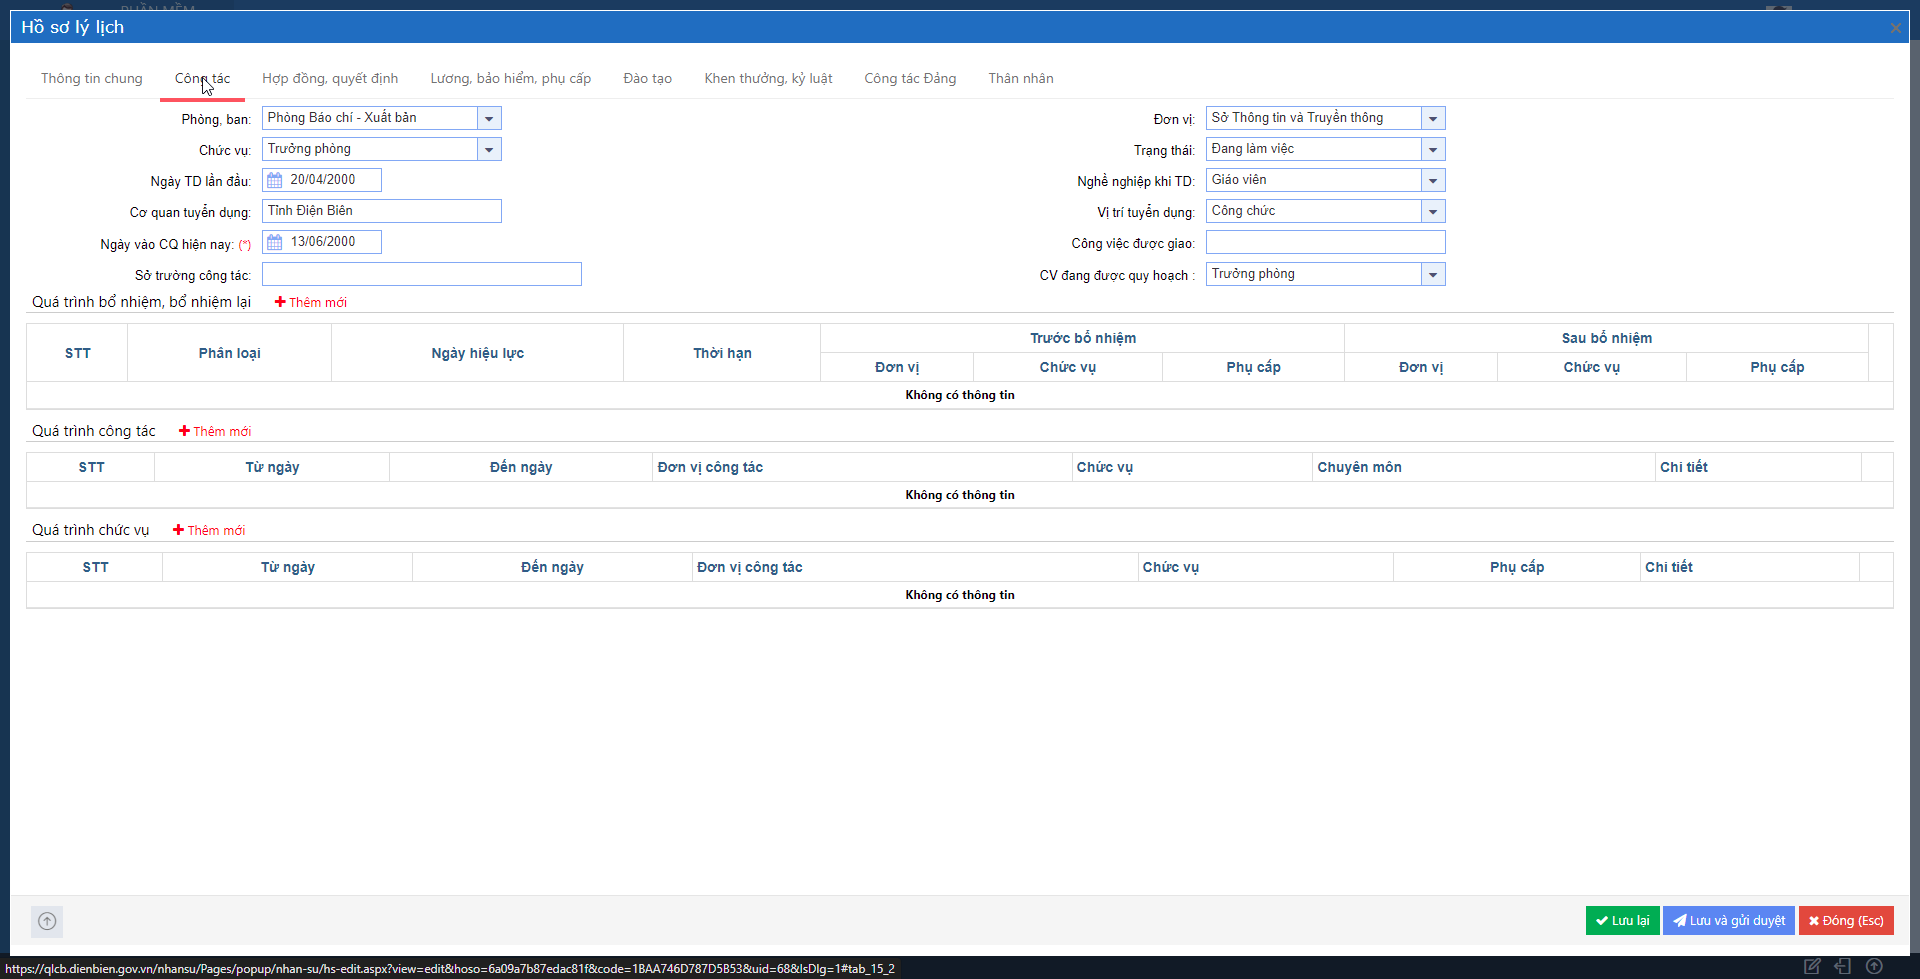 PHẦN MỀM
Hồ sơ lý lịch
Thông tin chung Công tác Hợp đồng, quyết định Lương, bảo hiểm, phụ cấp Đào tạo Khen thưởng, kỷ luật Công tác Đảng Thân nhân
Phòng, ban: Phòng Báo chí - Xuất bản Đơn vị: Sở Thông tin và Truyền thông
Chức vụ: Trưởng phòng Trạng thái: Đang làm việc
Ngày TD lần đầu: 20/04/2000 Nghề nghiệp khi TD: Giáo viên
Cơ quan tuyển dụng: Tỉnh Điện Biên Vị trí tuyển dụng: Công chức
Ngày vào CQ hiện nay: (*) 13/06/2000 Công việc được giao:
Sở trường công tác: CV đang được quy hoạch : Trưởng phòng
Quá trình bổ nhiệm, bổ nhiệm lại Thêm mới
STT Phân loại Ngày hiệu lực Thời hạn Trước bổ nhiệm Sau bổ nhiệm
Đơn vị Chức vụ Phụ cấp Đơn vị Chức vụ Phụ cấp
Không có thông tin
Quá trình công tác Thêm mới
STT Từ ngày Đến ngày Đơn vị công tác Chức vụ Chuyên môn Chi tiết
Không có thông tin
Quá trình chức vụ Thêm mới
STT Từ ngày Đến ngày Đơn vị công tác Chức vụ Phụ cấp Chi tiết
Không có thông tin
Lưu lại Lưu và gửi duyệt Đóng (Esc)
https://qlcb.dienbien.gov.vn/nhansu/Pages/popup/nhan-su/hs-edit.aspx?view=edit&hoso=6a09a7b87edac81f&code=1BAA746D787D5B53&uid=68&IsDlg=1#tab_15_2